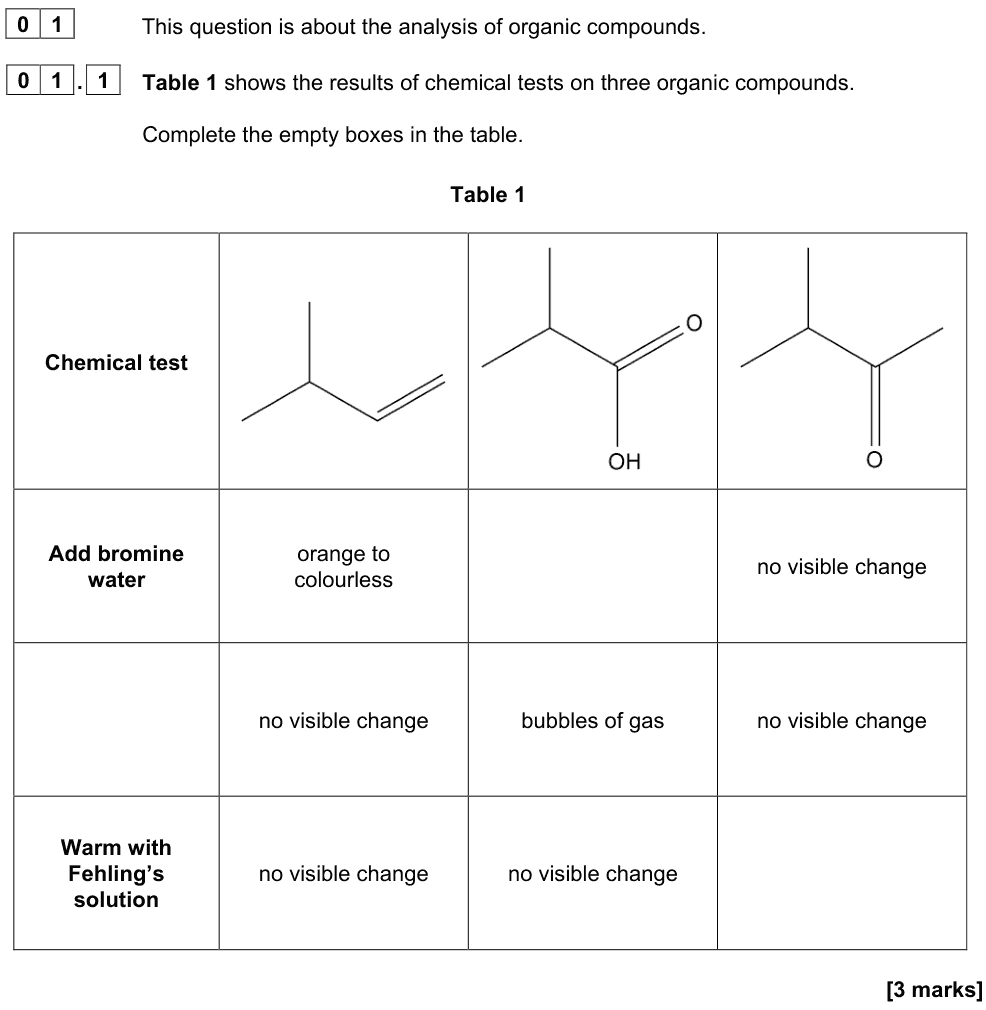 0 1 This question is about the analysis of organic compounds.
0 1 . 1 Table 1 shows the results of chemical tests on three organic compounds.
Complete the empty boxes in the table.
Table 1
Chemical test
O
OH
O
Add bromine
water
orange to
colourless
no visible change
no visible change
bubbles of gas
no visible change
Warm with
Fehling’s
solution
no visible change
no visible change
[3 marks]